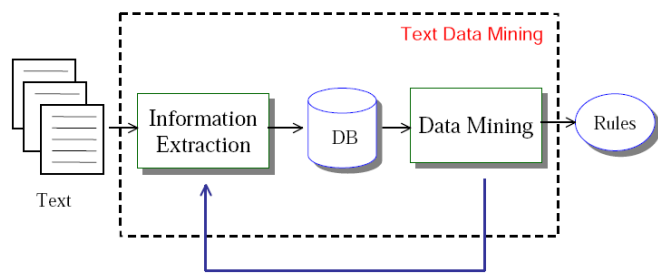 Text Data Mining
Text
Information
Extraction
DB
Data Mining
Rules